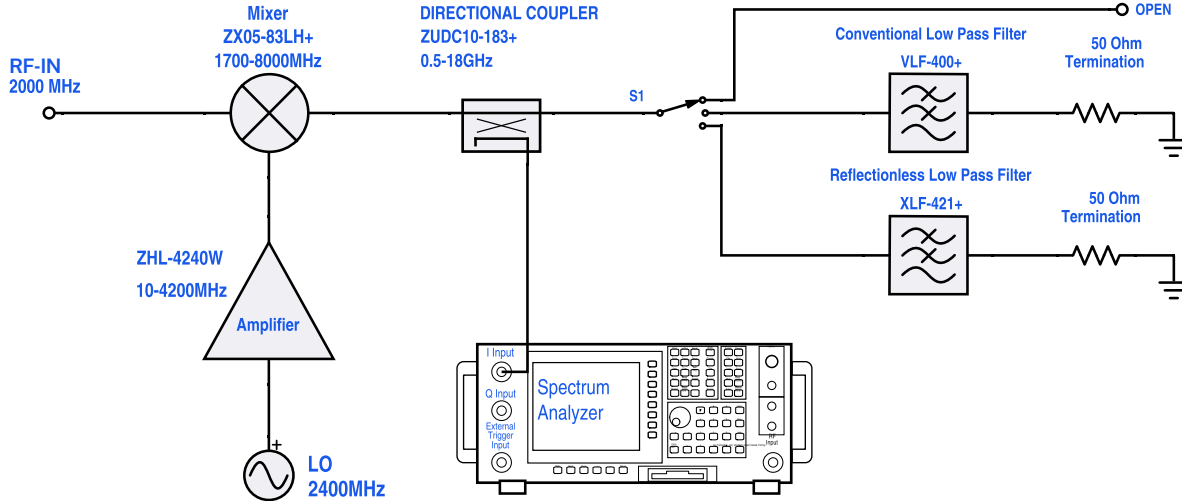 Mixer
ZX05-83LH+
1700-8000MHz
DIRECTIONAL COUPLER
ZUDC10-183+
0.5-18GHz
OPEN
Conventional Low Pass Filter
VLF-400+
50 Ohm
Termination
RF-IN
2000 MHz
S1
Reflectionless Low Pass Filter
XLF-421+
50 Ohm
Termination
ZHL-4240W
10-4200MHz
Amplifier
I Input
Q Input
External
Trigger
Input
Spectrum
Analyzer
RF
Input
+
LO
2400MHz